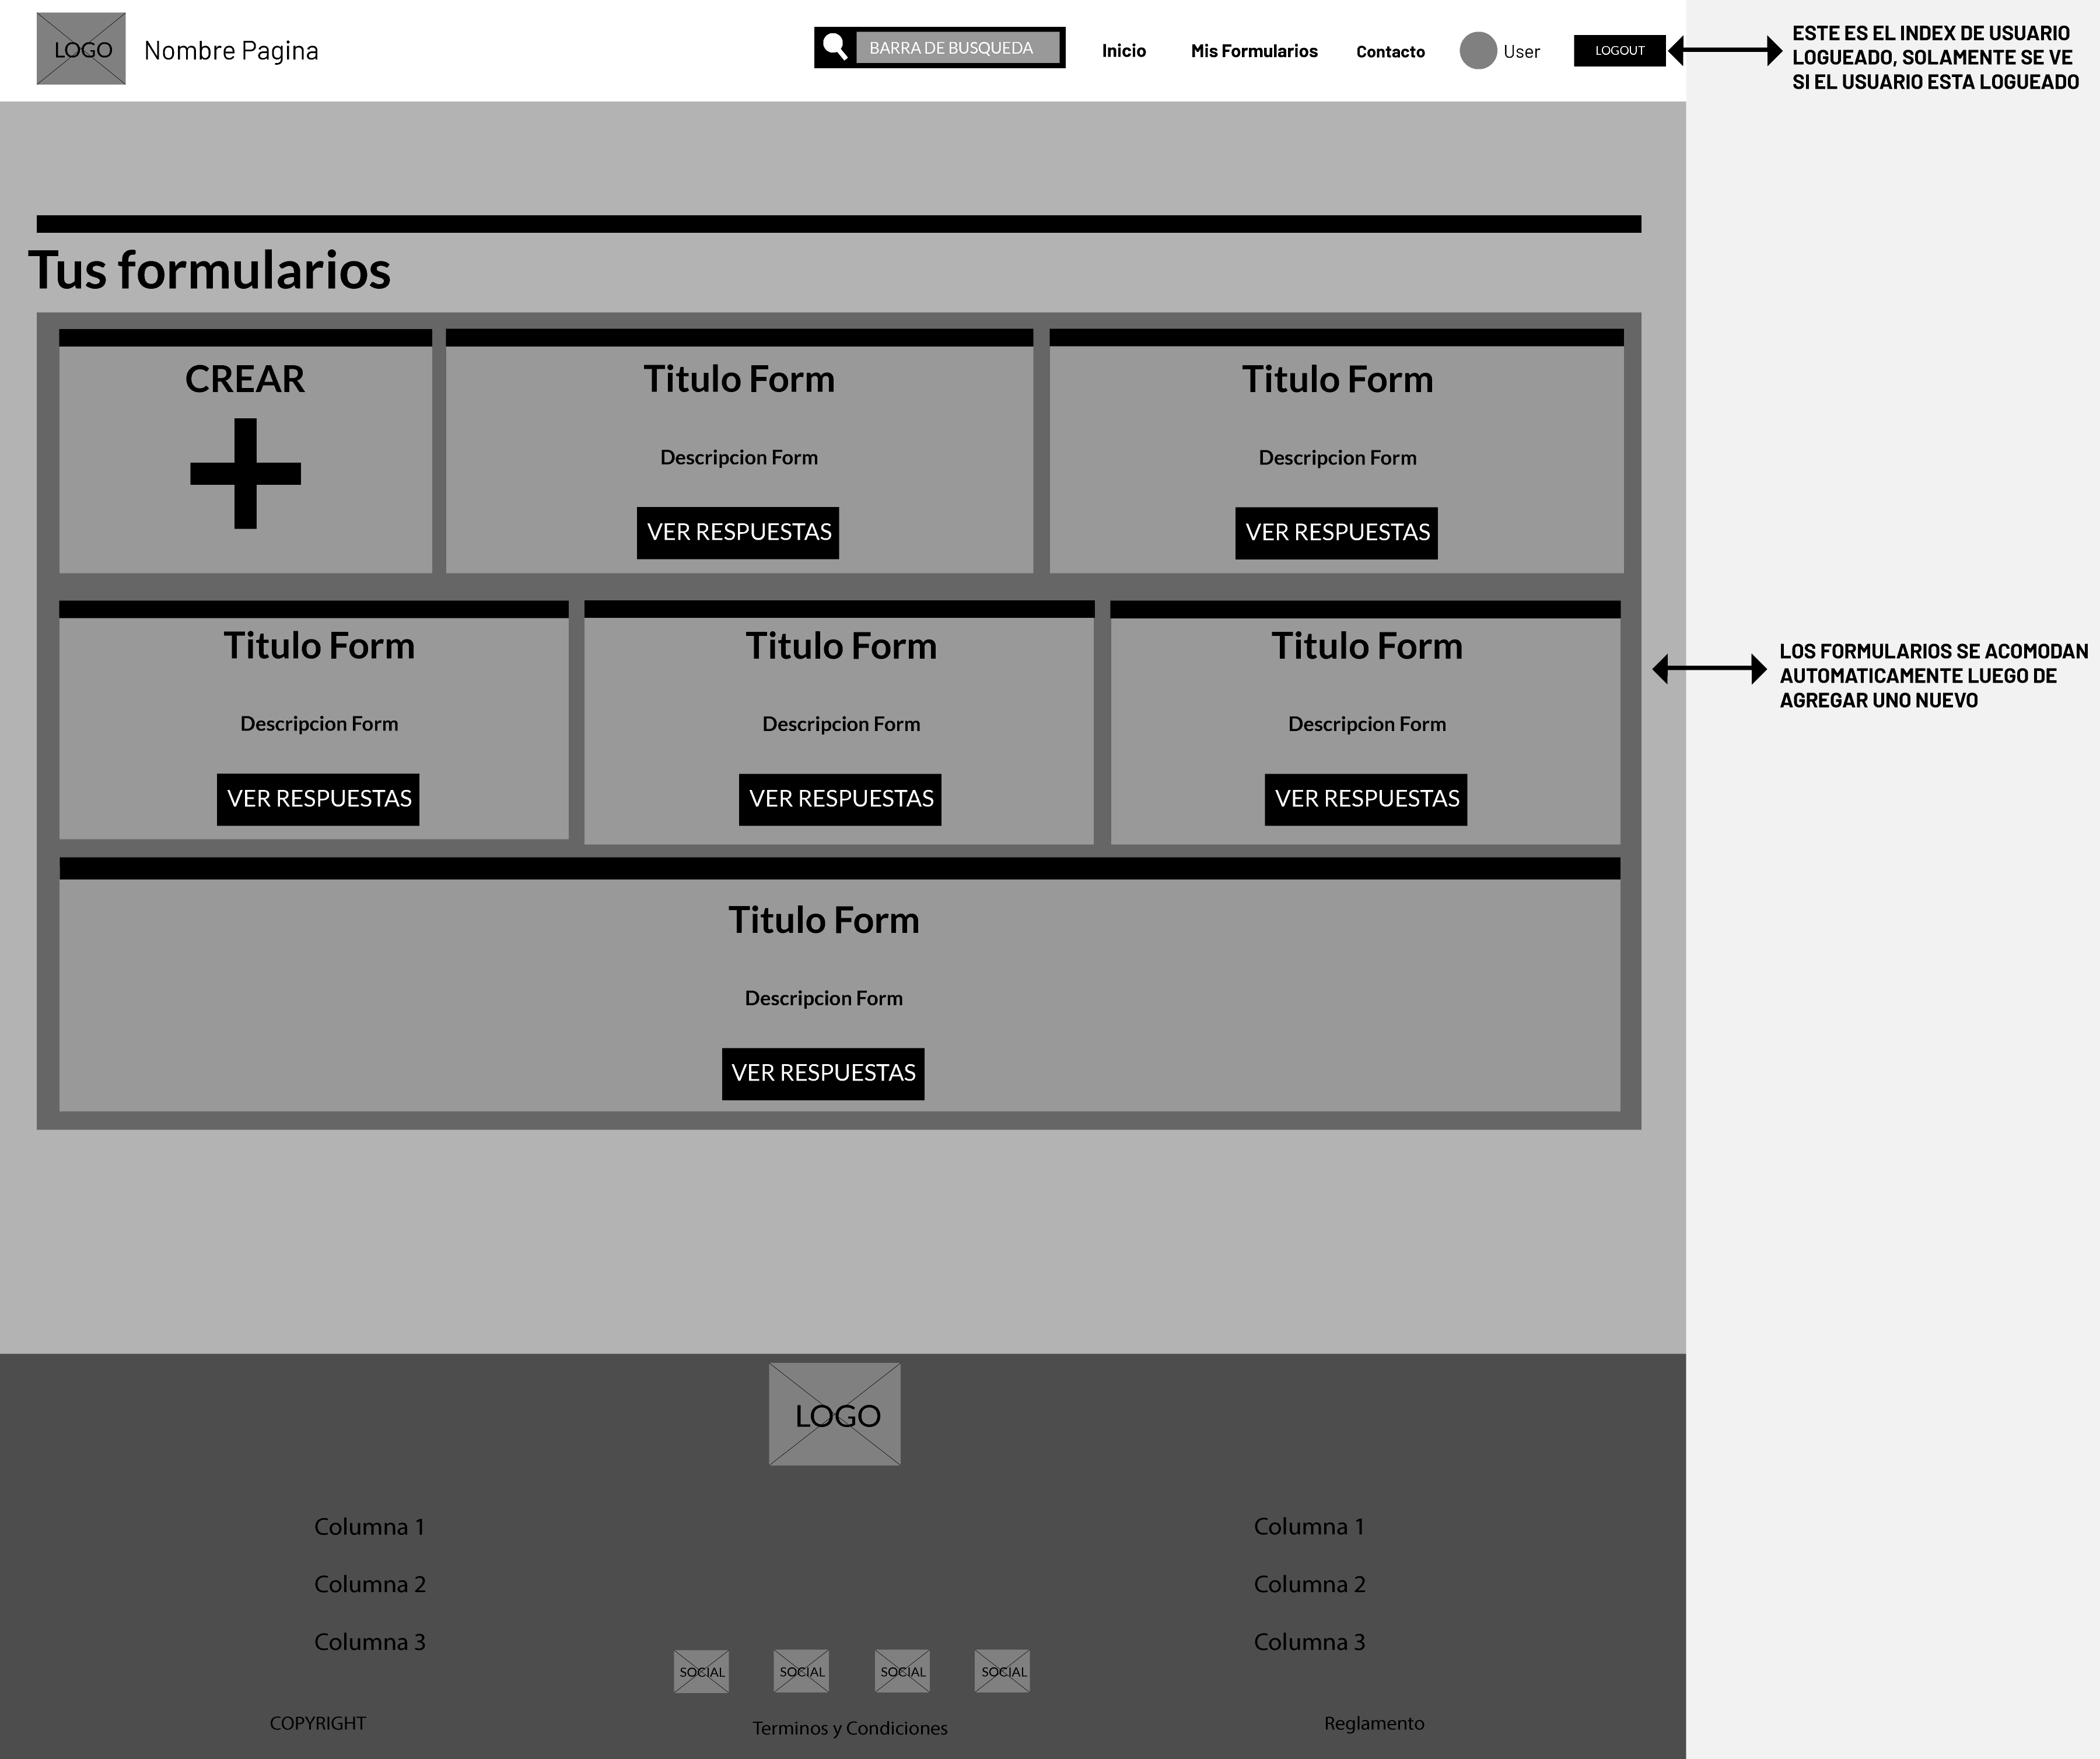 LOGO
Nombre Pagina
BARRA DE BUSQUEDA
Inicio
Mis Formularios
Contacto
User
LOGOUT
ESTE ES EL INDEX DE USUARIO
LOGUEADO, SOLAMENTE SE VE
SI EL USUARIO ESTA LOGUEADO
Tus formularios
CREAR
Titulo Form
Descripcion Form
VER RESPUESTAS
Titulo Form
Descripcion Form
VER RESPUESTAS
Titulo Form
Descripcion Form
VER RESPUESTAS
Titulo Form
Descripcion Form
VER RESPUESTAS
Titulo Form
Descripcion Form
VER RESPUESTAS
LOS FORMULARIOS SE ACOMODAN
AUTOMATICAMENTE LUEGO DE
AGREGAR UNO NUEVO
Titulo Form
Descripcion Form
VER RESPUESTAS
LOGO
Columna 1
Columna 2
Columna 3
Columna 1
Columna 2
Columna 3
SOCIAL
SOCIAL
SOCIAL
SOCIAL
COPYRIGHT
Terminos y Condiciones
Reglamento